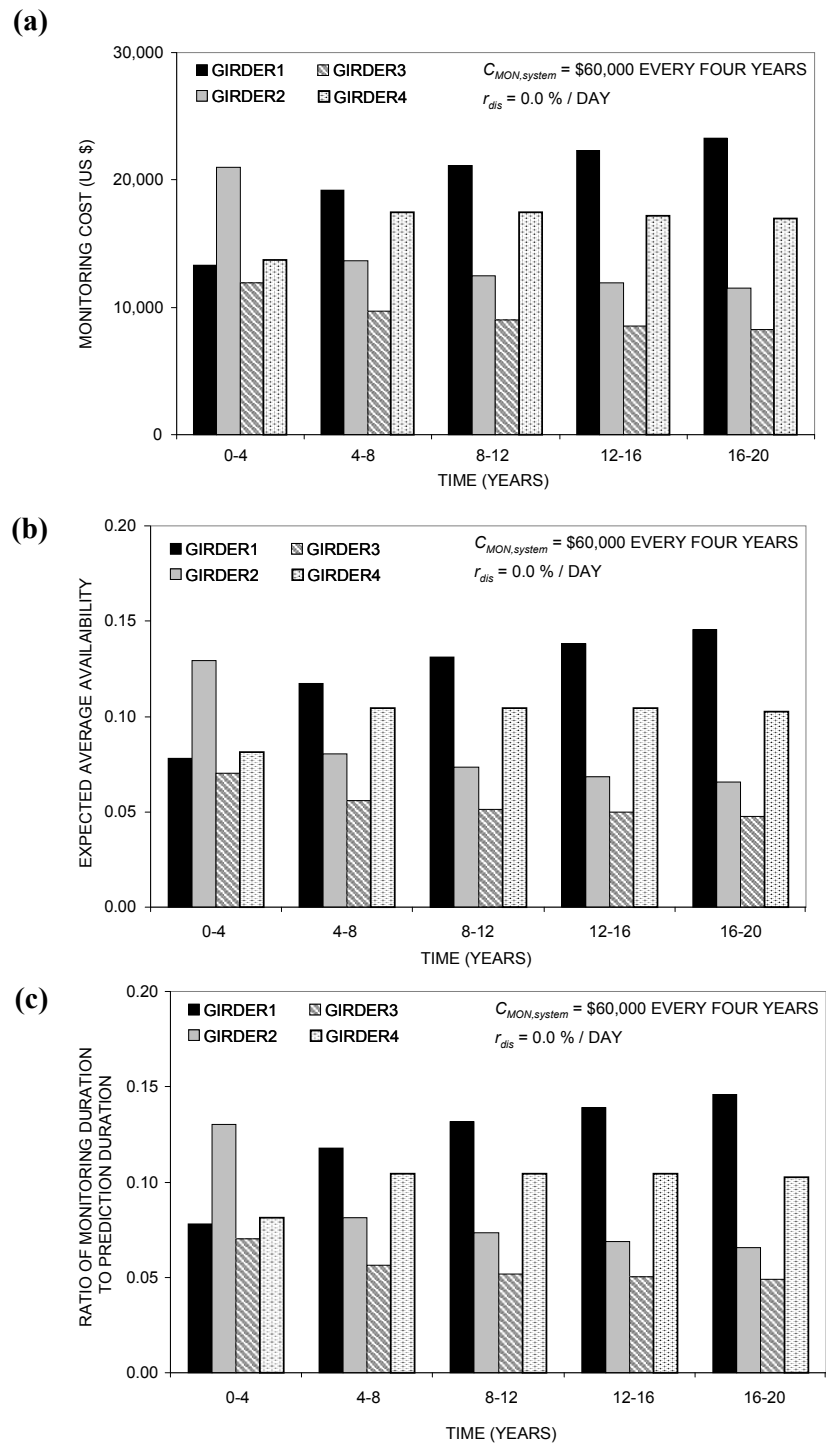 (a)
30,000
20,000
10,000
0
MONITORING COST (US $)
GIRDER1 GIRDER3
GIRDER2 GIRDER4
C_MON,system = $60,000 EVERY FOUR YEARS
r_dis = 0.0 % / DAY
0-4 4-8 8-12 12-16 16-20
TIME (YEARS)
(b)
0.20
0.15
0.10
0.05
0.00
EXPECTED AVERAGE AVAILAIBILITY
GIRDER1 GIRDER3
GIRDER2 GIRDER4
C_MON,system = $60,000 EVERY FOUR YEARS
r_dis = 0.0 % / DAY
0-4 4-8 8-12 12-16 16-20
TIME (YEARS)
(c)
0.20
0.15
0.10
0.05
0.00
RATIO OF MONITORING DURATION
TO PREDICTION DURATION
GIRDER1 GIRDER3
GIRDER2 GIRDER4
C_MON,system = $60,000 EVERY FOUR YEARS
r_dis = 0.0 % / DAY
0-4 4-8 8-12 12-16 16-20
TIME (YEARS)